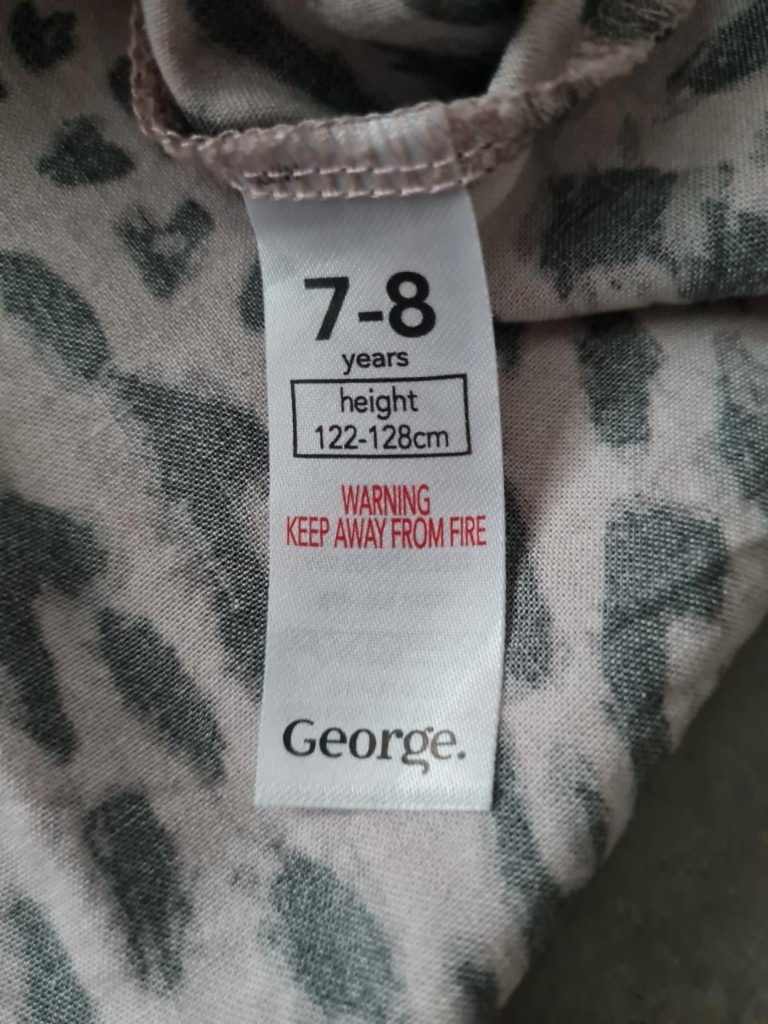 7-8
years
height
122-128cm
WARNING
KEEP AWAY FROM FIRE
George.